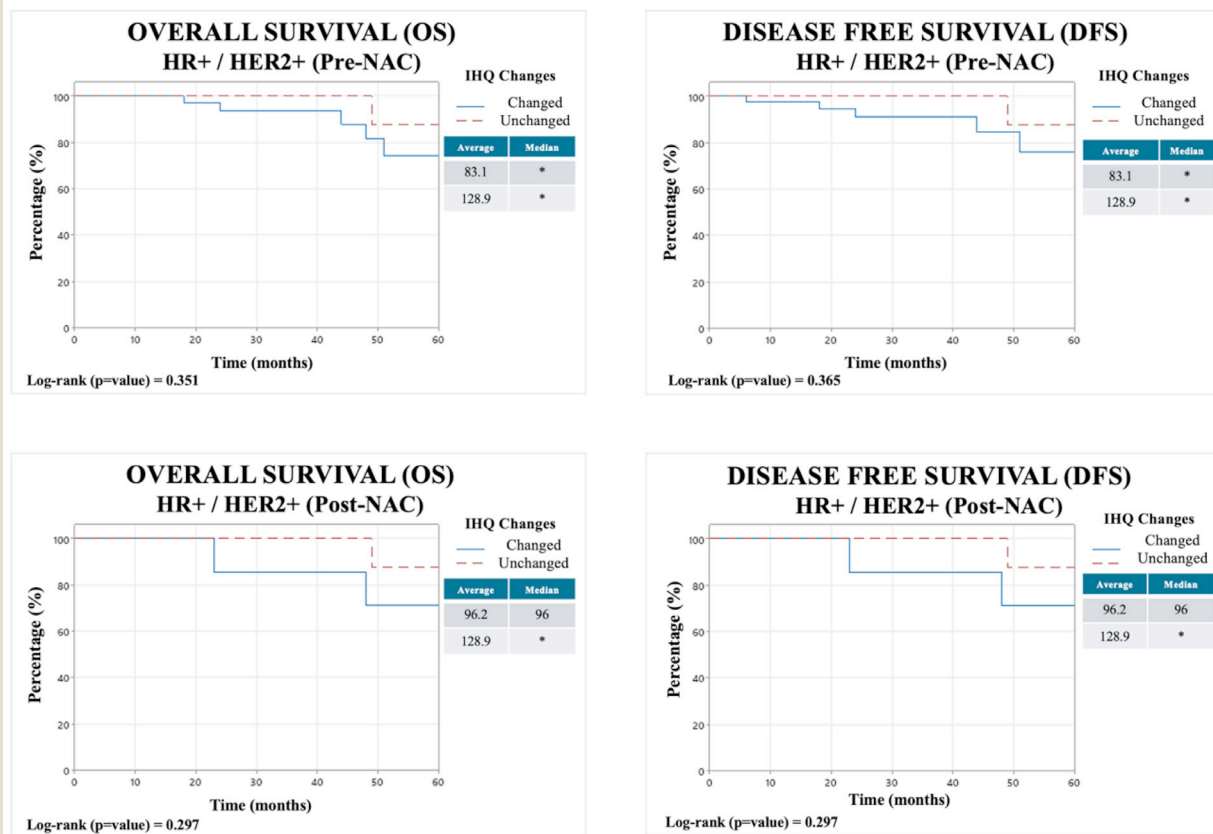 OVERALL SURVIVAL (OS)
HR+ / HER2+ (Pre-NAC)
IHQ Changes
Changed
Unchanged
Average Median
83.1 *
128.9 *
Percentage (%)
100
80
60
40
20
0
0 10 20 30 40 50 60
Time (months)
Log-rank (p=value) = 0.351
DISEASE FREE SURVIVAL (DFS)
HR+ / HER2+ (Pre-NAC)
IHQ Changes
Changed
Unchanged
Average Median
83.1 *
128.9 *
Percentage (%)
100
80
60
40
20
0
0 10 20 30 40 50 60
Time (months)
Log-rank (p=value) = 0.365
OVERALL SURVIVAL (OS)
HR+ / HER2+ (Post-NAC)
IHQ Changes
Changed
Unchanged
Average Median
96.2 96
128.9 *
Percentage (%)
100
80
60
40
20
0
0 10 20 30 40 50 60
Time (months)
Log-rank (p=value) = 0.297
DISEASE FREE SURVIVAL (DFS)
HR+ / HER2+ (Post-NAC)
IHQ Changes
Changed
Unchanged
Average Median
96.2 96
128.9 *
Percentage (%)
100
80
60
40
20
0
0 10 20 30 40 50 60
Time (months)
Log-rank (p=value) = 0.297